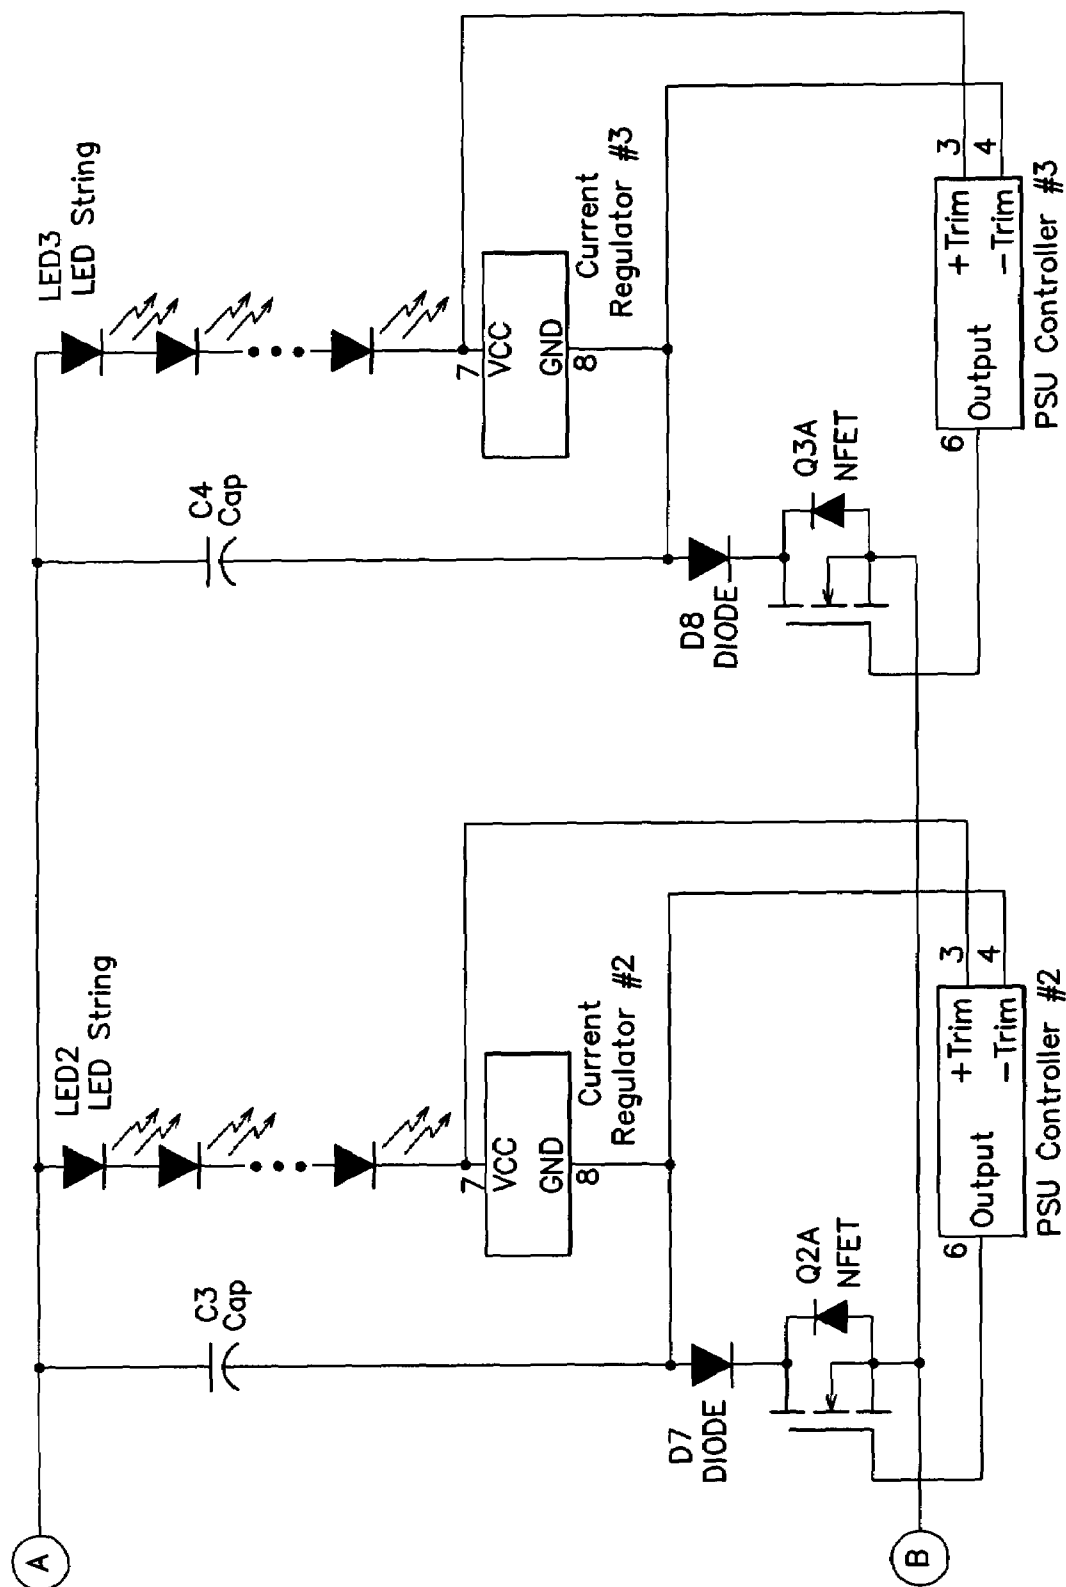 A
B
C3
Cap
LED2
LED String
7
VCC
GND
8
Current
Regulator #2
D7
DIODE
Q2A
NFET
6
Output
+Trim
−Trim
3
4
PSU Controller #2
C4
Cap
LED3
LED String
7
VCC
GND
8
Current
Regulator #3
D8
DIODE
Q3A
NFET
6
Output
+Trim
−Trim
3
4
PSU Controller #3